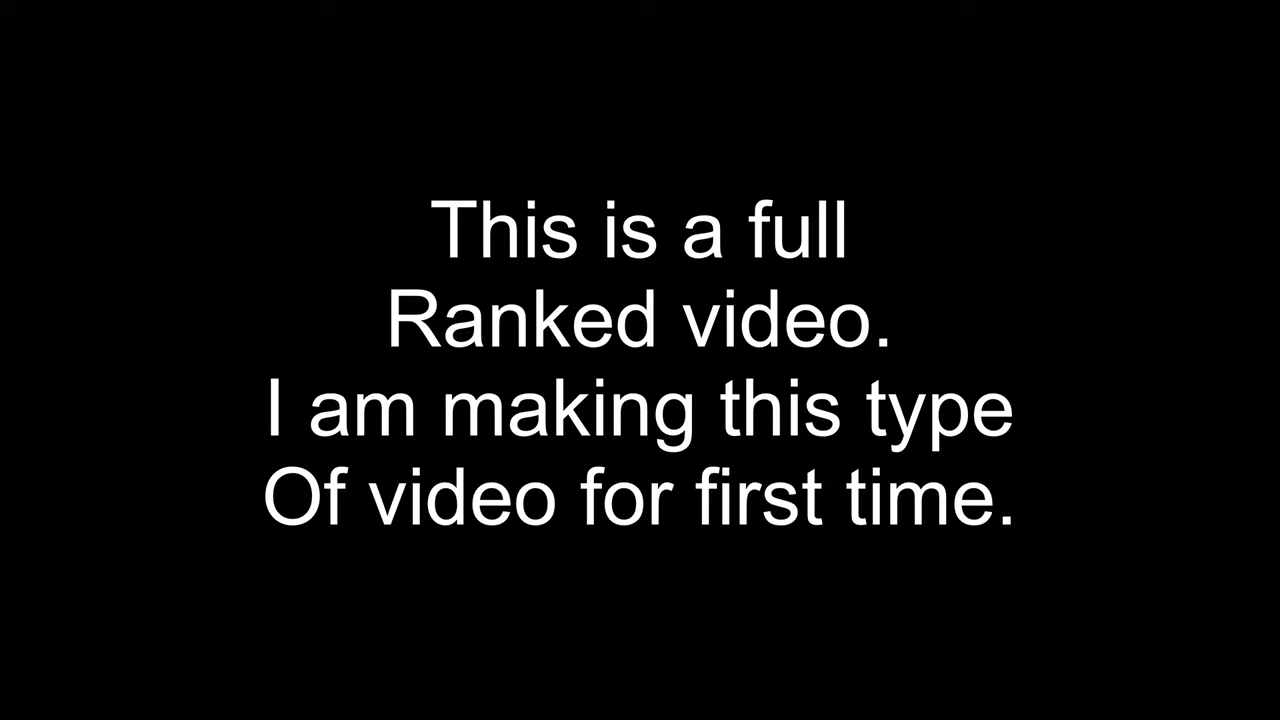 This is a full
Ranked video.
I am making this type
Of video for first time.